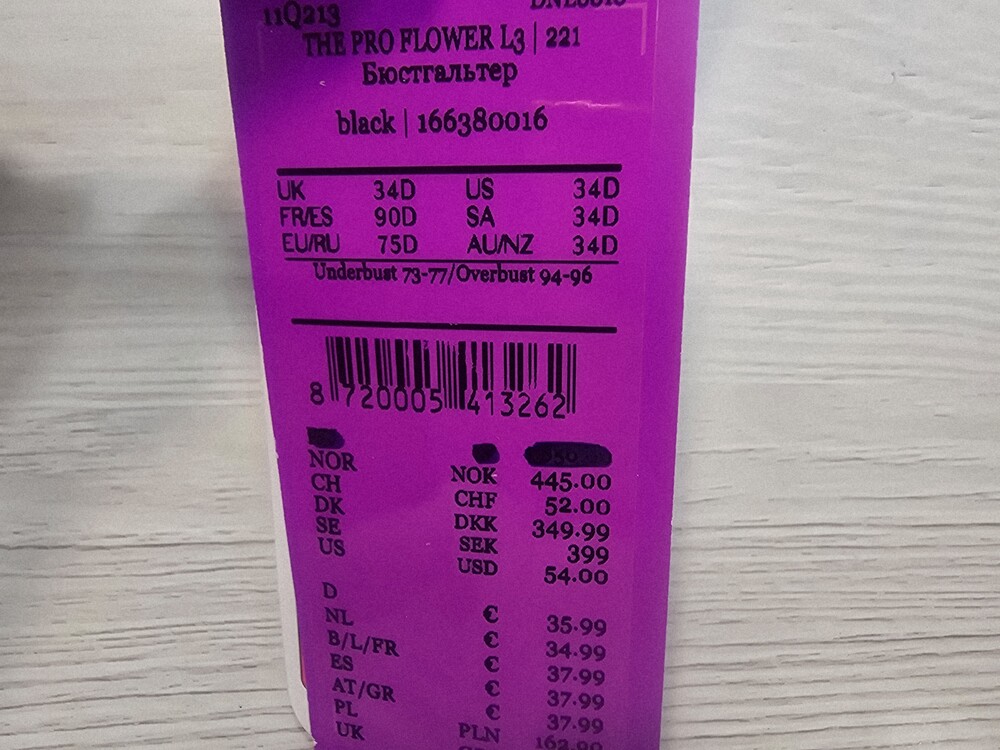 11Q213
THE PRO FLOWER L3 | 221
Бюстгальтер
black | 166380016
UK 34D US 34D
FR/ES 90D SA 34D
EU/RU 75D AU/NZ 34D
Underbust 73-77/Overbust 94-96
8 720005 413262
NOR NOK 445.00
CH CHF 52.00
DK DKK 349.99
SE SEK 399
US USD 54.00
D € 35.99
NL € 34.99
B/L/FR € 37.99
ES € 37.99
AT/GR € 37.99
PL PLN 162.90
UK